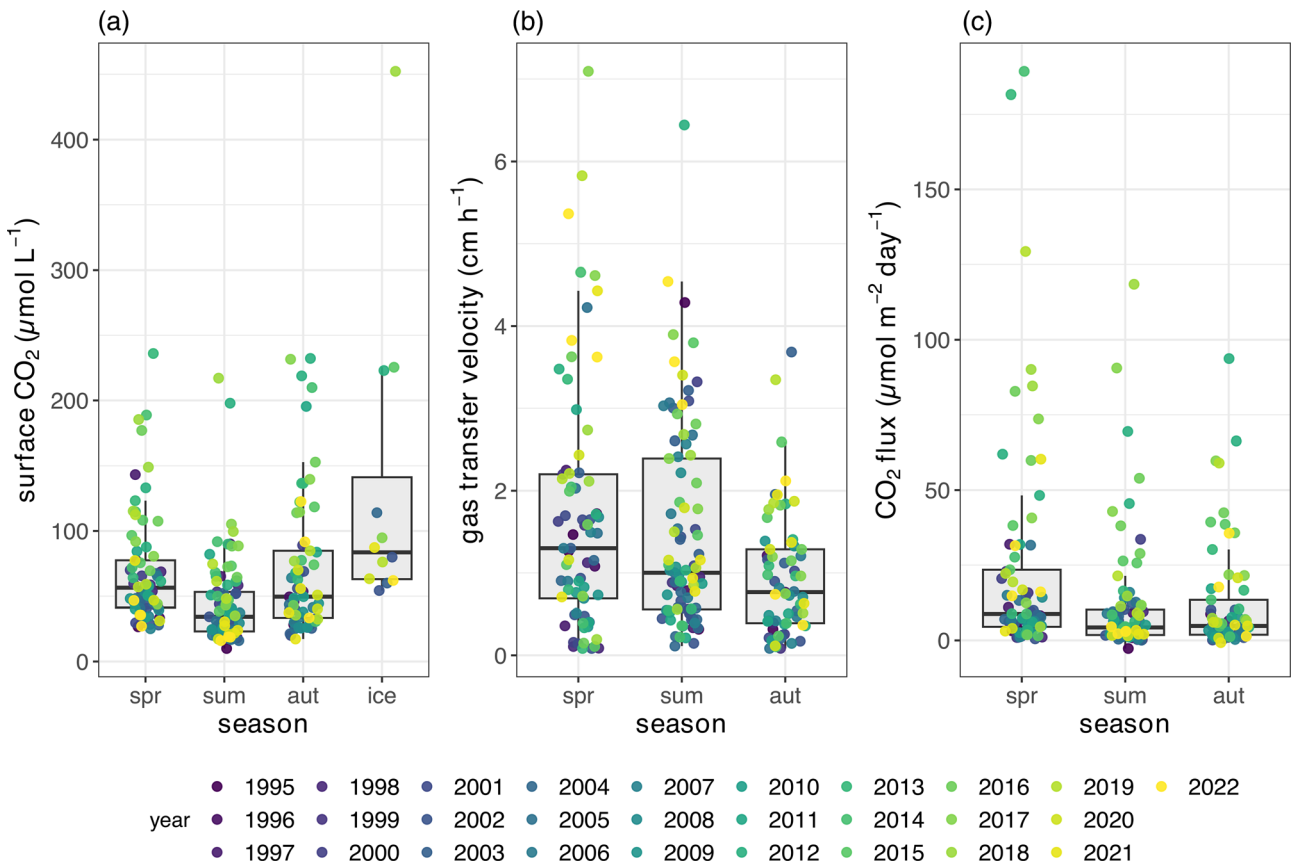 (a) (b) (c)
surface CO₂ (µmol L⁻¹)
400
300
200
100
0
spr sum aut ice
season
gas transfer velocity (cm h⁻¹)
6
4
2
0
spr sum aut
season
CO₂ flux (µmol m⁻² day⁻¹)
150
100
50
0
spr sum aut
season
year
1995 1998 2001 2004 2007 2010 2013 2016 2019 2022
1996 1999 2002 2005 2008 2011 2014 2017 2020
1997 2000 2003 2006 2009 2012 2015 2018 2021